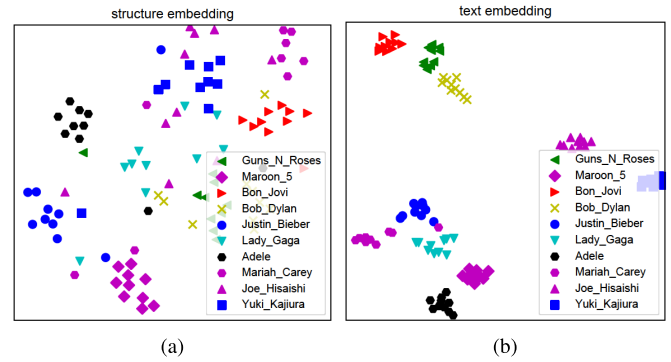 structure embedding
Guns_N_Roses
Maroon_5
Bon_Jovi
Bob_Dylan
Justin_Bieber
Lady_Gaga
Adele
Mariah_Carey
Joe_Hisaishi
Yuki_Kajiura
(a)
text embedding
Guns_N_Roses
Maroon_5
Bon_Jovi
Bob_Dylan
Justin_Bieber
Lady_Gaga
Adele
Mariah_Carey
Joe_Hisaishi
Yuki_Kajiura
(b)